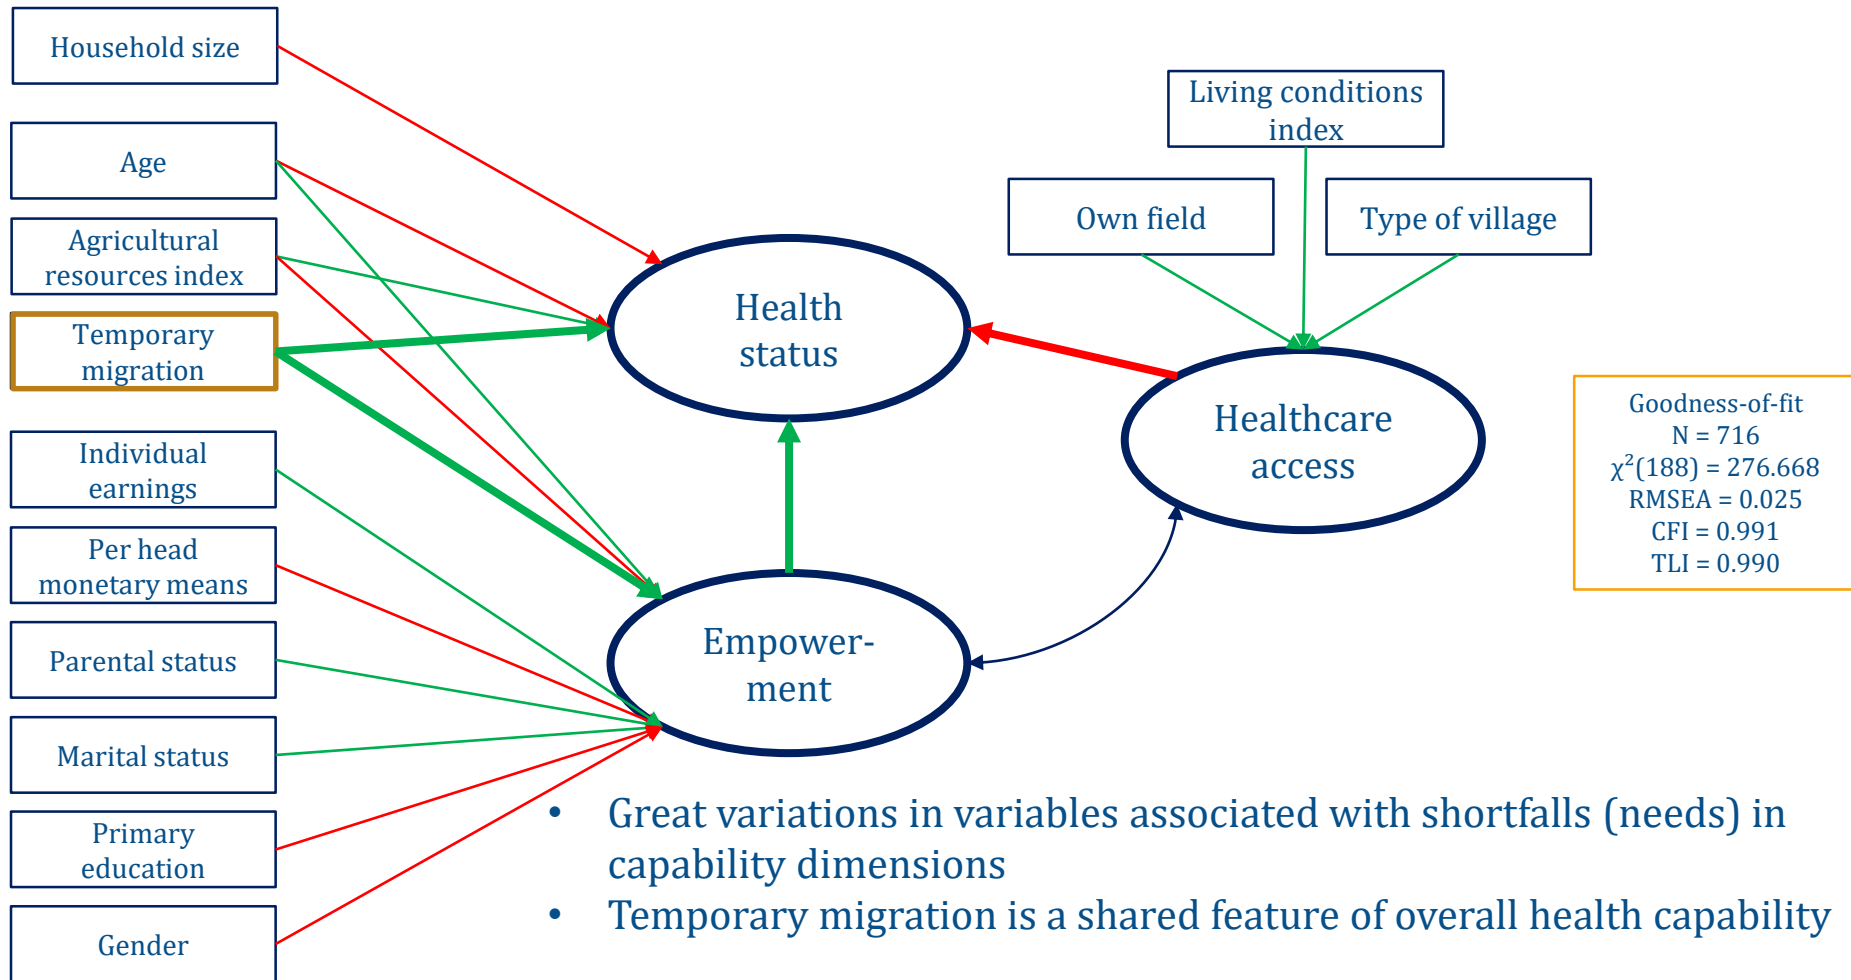 Household size
Age
Agricultural
resources index
Temporary
migration
Individual
earnings
Per head
monetary means
Parental status
Marital status
Primary
education
Gender
Health
status
Empower-
ment
Living conditions
index
Own field
Type of village
Healthcare
access
Goodness-of-fit
N = 716
χ²(188) = 276.668
RMSEA = 0.025
CFI = 0.991
TLI = 0.990
• Great variations in variables associated with shortfalls (needs) in
capability dimensions
• Temporary migration is a shared feature of overall health capability